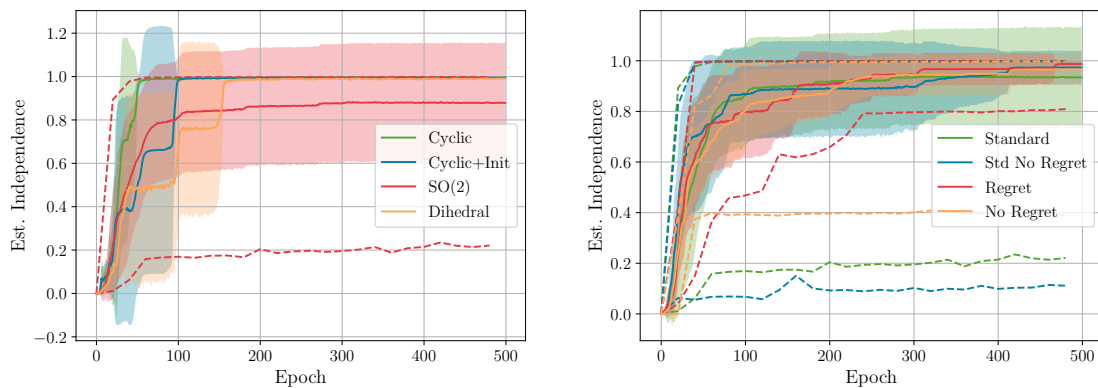 1.2
1.0
0.8
0.6
0.4
0.2
0.0
−0.2
Est. Independence
0 100 200 300 400 500
Epoch
Cyclic
Cyclic+Init
SO(2)
Dihedral
1.0
0.8
0.6
0.4
0.2
0.0
Est. Independence
0 100 200 300 400 500
Epoch
Standard
Std No Regret
Regret
No Regret